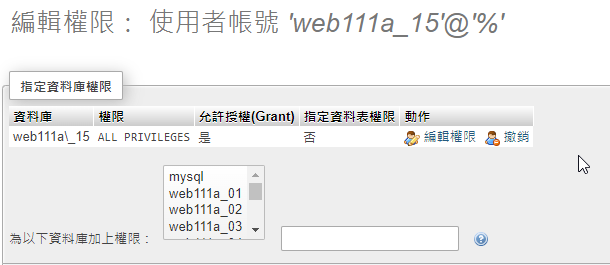 編輯權限： 使用者帳號 'web111a_15'@'%'
指定資料庫權限
資料庫 權限 允許授權(Grant) 指定資料表權限 動作
web111a\_15 ALL PRIVILEGES 是 否 編輯權限 撤銷
mysql
web111a_01
web111a_02
web111a_03
為以下資料庫加上權限：